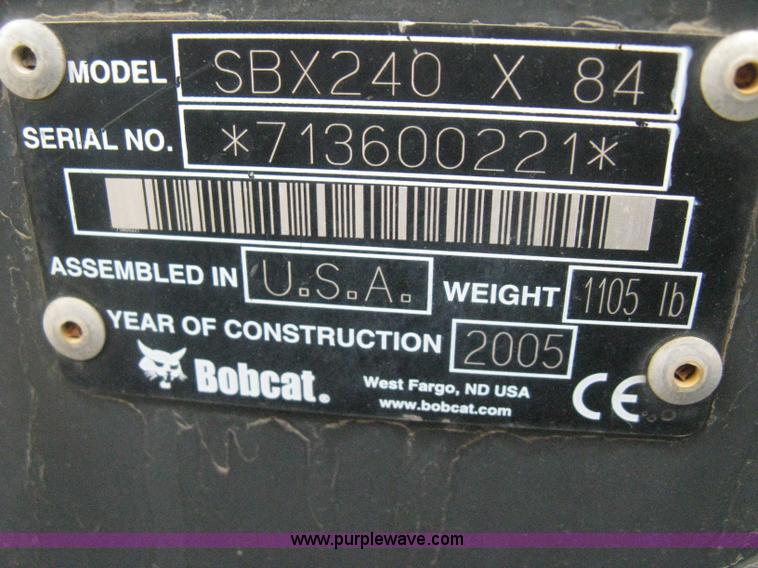 MODEL SBX240 X 84
SERIAL NO. *713600221*
ASSEMBLED IN U.S.A. WEIGHT 1105 lb
YEAR OF CONSTRUCTION 2005
Bobcat®
West Fargo, ND USA
www.bobcat.com
CE
www.purplewave.com